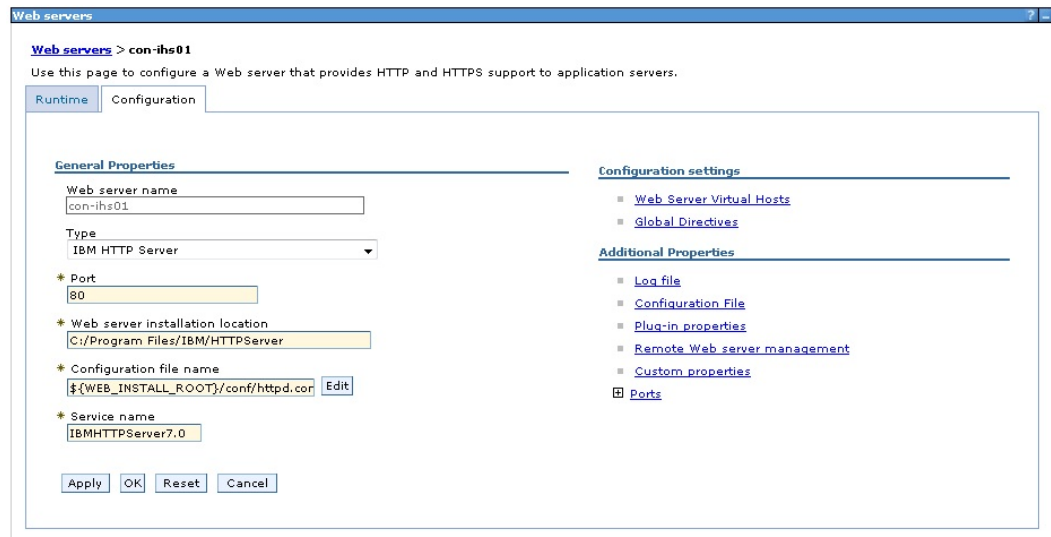 Web servers
? –
Web servers > con-ihs01
Use this page to configure a Web server that provides HTTP and HTTPS support to application servers.
Runtime
Configuration
General Properties
Web server name
con-ihs01
Type
IBM HTTP Server
* Port
80
* Web server installation location
C:/Program Files/IBM/HTTPServer
* Configuration file name
${WEB_INSTALL_ROOT}/conf/httpd.con
Edit
* Service name
IBMHTTPServer7.0
Apply
OK
Reset
Cancel
Configuration settings
Web Server Virtual Hosts
Global Directives
Additional Properties
Log file
Configuration File
Plug-in properties
Remote Web server management
Custom properties
Ports